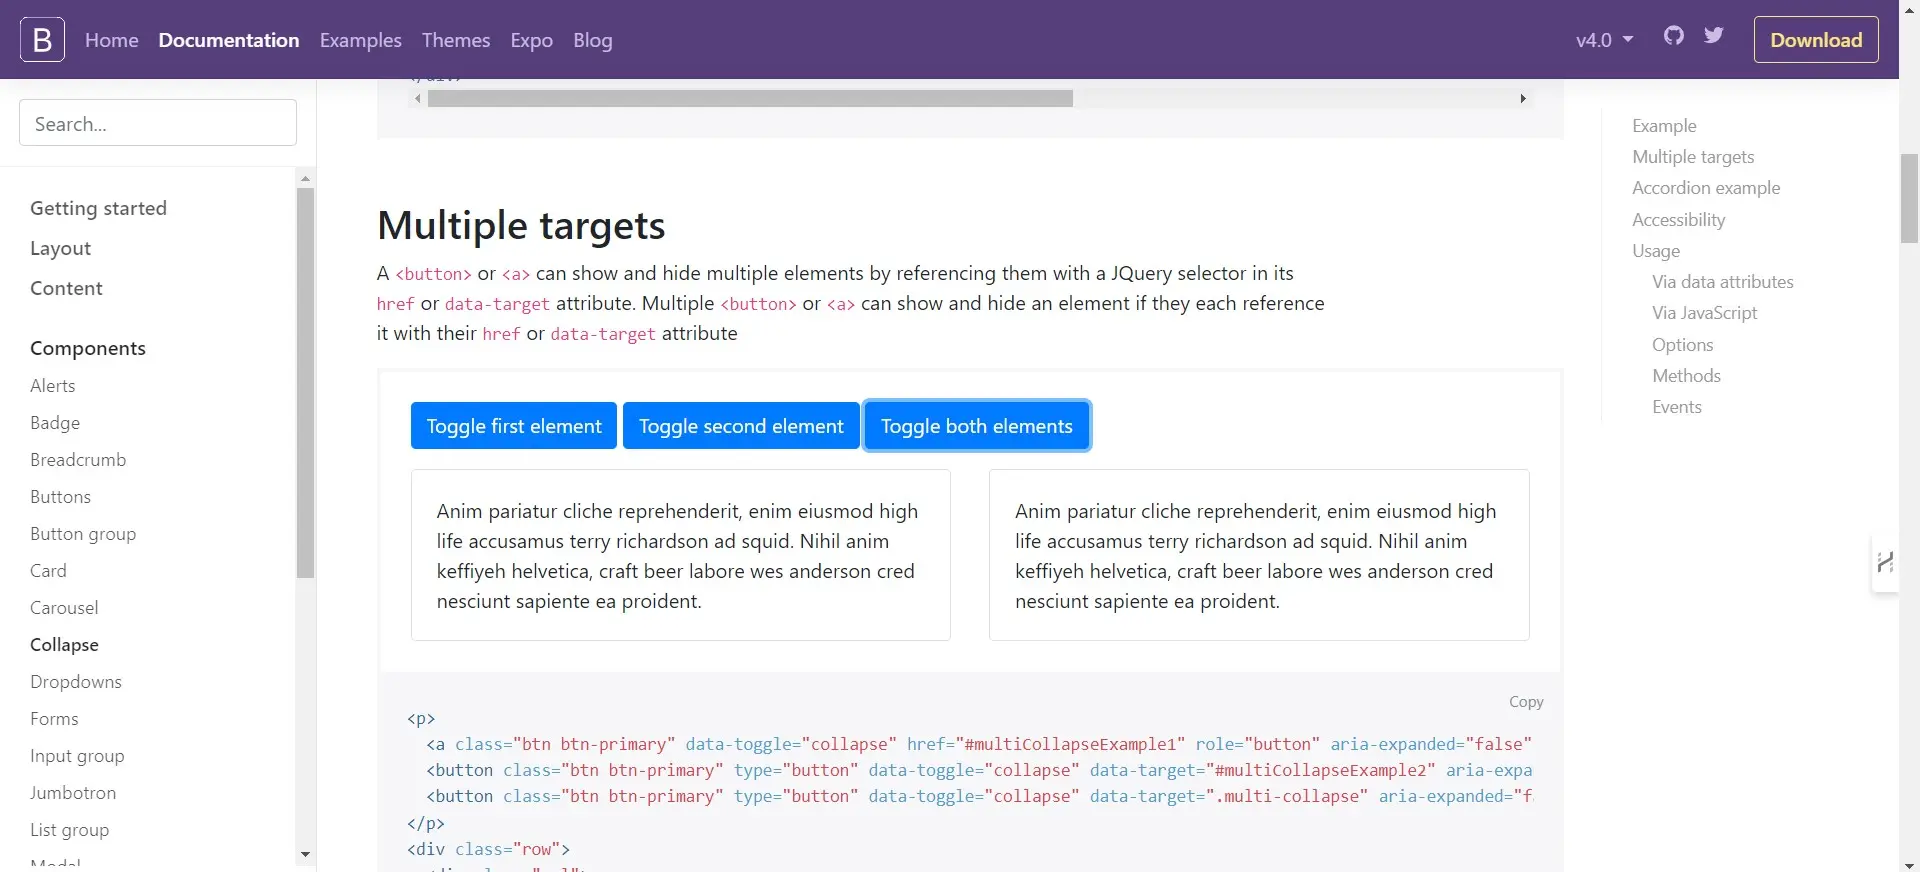 B Home Documentation Examples Themes Expo Blog v4.0 Download
Search...
Getting started
Layout
Content
Components
Alerts
Badge
Breadcrumb
Buttons
Button group
Card
Carousel
Collapse
Dropdowns
Forms
Input group
Jumbotron
List group
Modal
</div>
Multiple targets
A <button> or <a> can show and hide multiple elements by referencing them with a JQuery selector in its
href or data-target attribute. Multiple <button> or <a> can show and hide an element if they each reference
it with their href or data-target attribute
Toggle first element Toggle second element Toggle both elements
Anim pariatur cliche reprehenderit, enim eiusmod high
life accusamus terry richardson ad squid. Nihil anim
keffiyeh helvetica, craft beer labore wes anderson cred
nesciunt sapiente ea proident.
Anim pariatur cliche reprehenderit, enim eiusmod high
life accusamus terry richardson ad squid. Nihil anim
keffiyeh helvetica, craft beer labore wes anderson cred
nesciunt sapiente ea proident.
Copy
<p>
<a class="btn btn-primary" data-toggle="collapse" href="#multiCollapseExample1" role="button" aria-expanded="false"
<button class="btn btn-primary" type="button" data-toggle="collapse" data-target="#multiCollapseExample2" aria-expa
<button class="btn btn-primary" type="button" data-toggle="collapse" data-target=".multi-collapse" aria-expanded="f
</p>
<div class="row">
Example
Multiple targets
Accordion example
Accessibility
Usage
Via data attributes
Via JavaScript
Options
Methods
Events